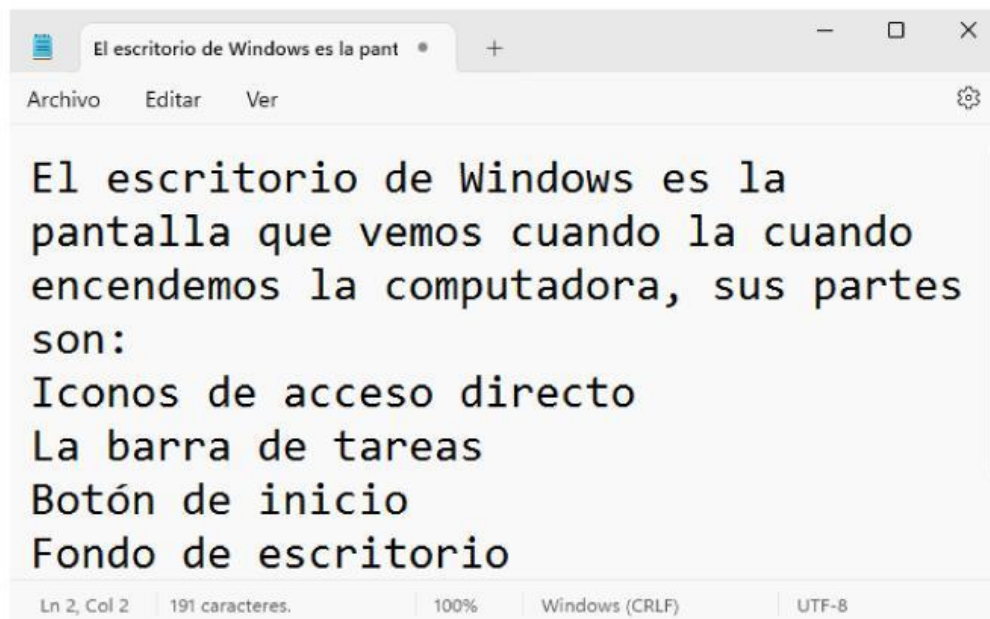 El escritorio de Windows es la pant
Archivo Editar Ver
El escritorio de Windows es la
pantalla que vemos cuando la cuando
encendemos la computadora, sus partes
son:
Iconos de acceso directo
La barra de tareas
Botón de inicio
Fondo de escritorio
Ln 2, Col 2 191 caracteres. 100% Windows (CRLF) UTF-8